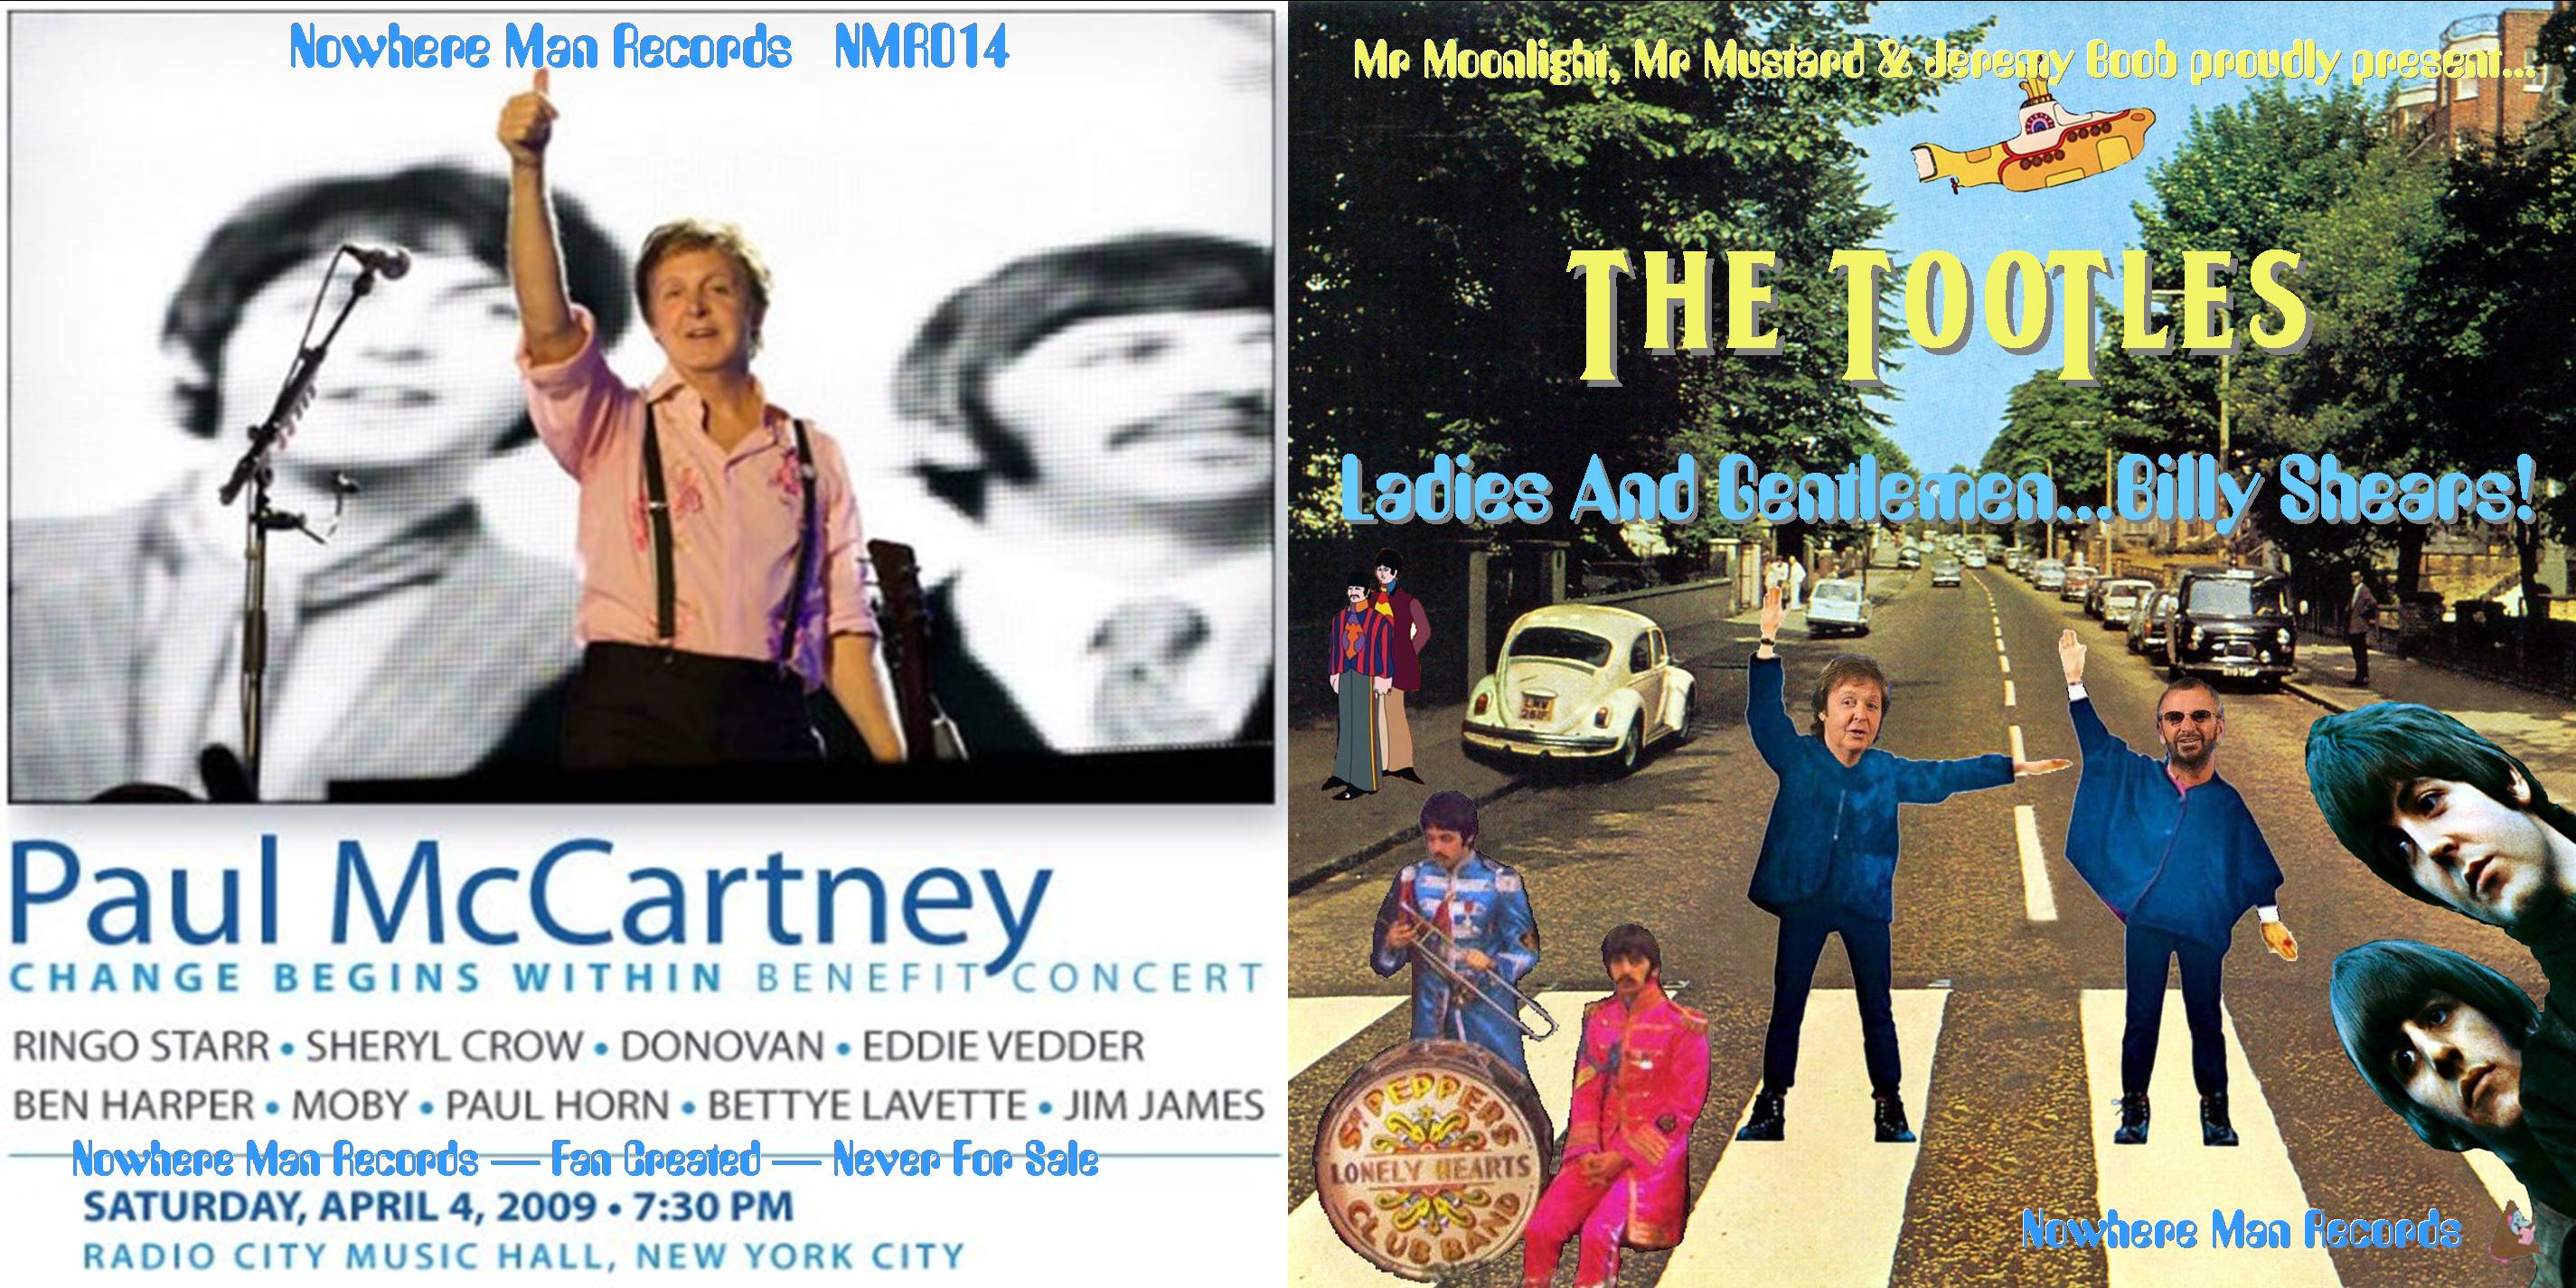 Nowhere Man Records NMR014
Paul McCartney
CHANGE BEGINS WITHIN BENEFIT CONCERT
RINGO STARR • SHERYL CROW • DONOVAN • EDDIE VEDDER
BEN HARPER • MOBY • PAUL HORN • BETTYE LAVETTE • JIM JAMES
Nowhere Man Records — Fan Created — Never For Sale
SATURDAY, APRIL 4, 2009 • 7:30 PM
RADIO CITY MUSIC HALL, NEW YORK CITY
Mr Moonlight, Mr Mustard & Jeremy Boob proudly present...
THE TOOTLES
Ladies And Gentlemen...Billy Shears!
LMW
281F
SGT PEPPERS
LONELY HEARTS
CLUB BAND
Nowhere Man Records